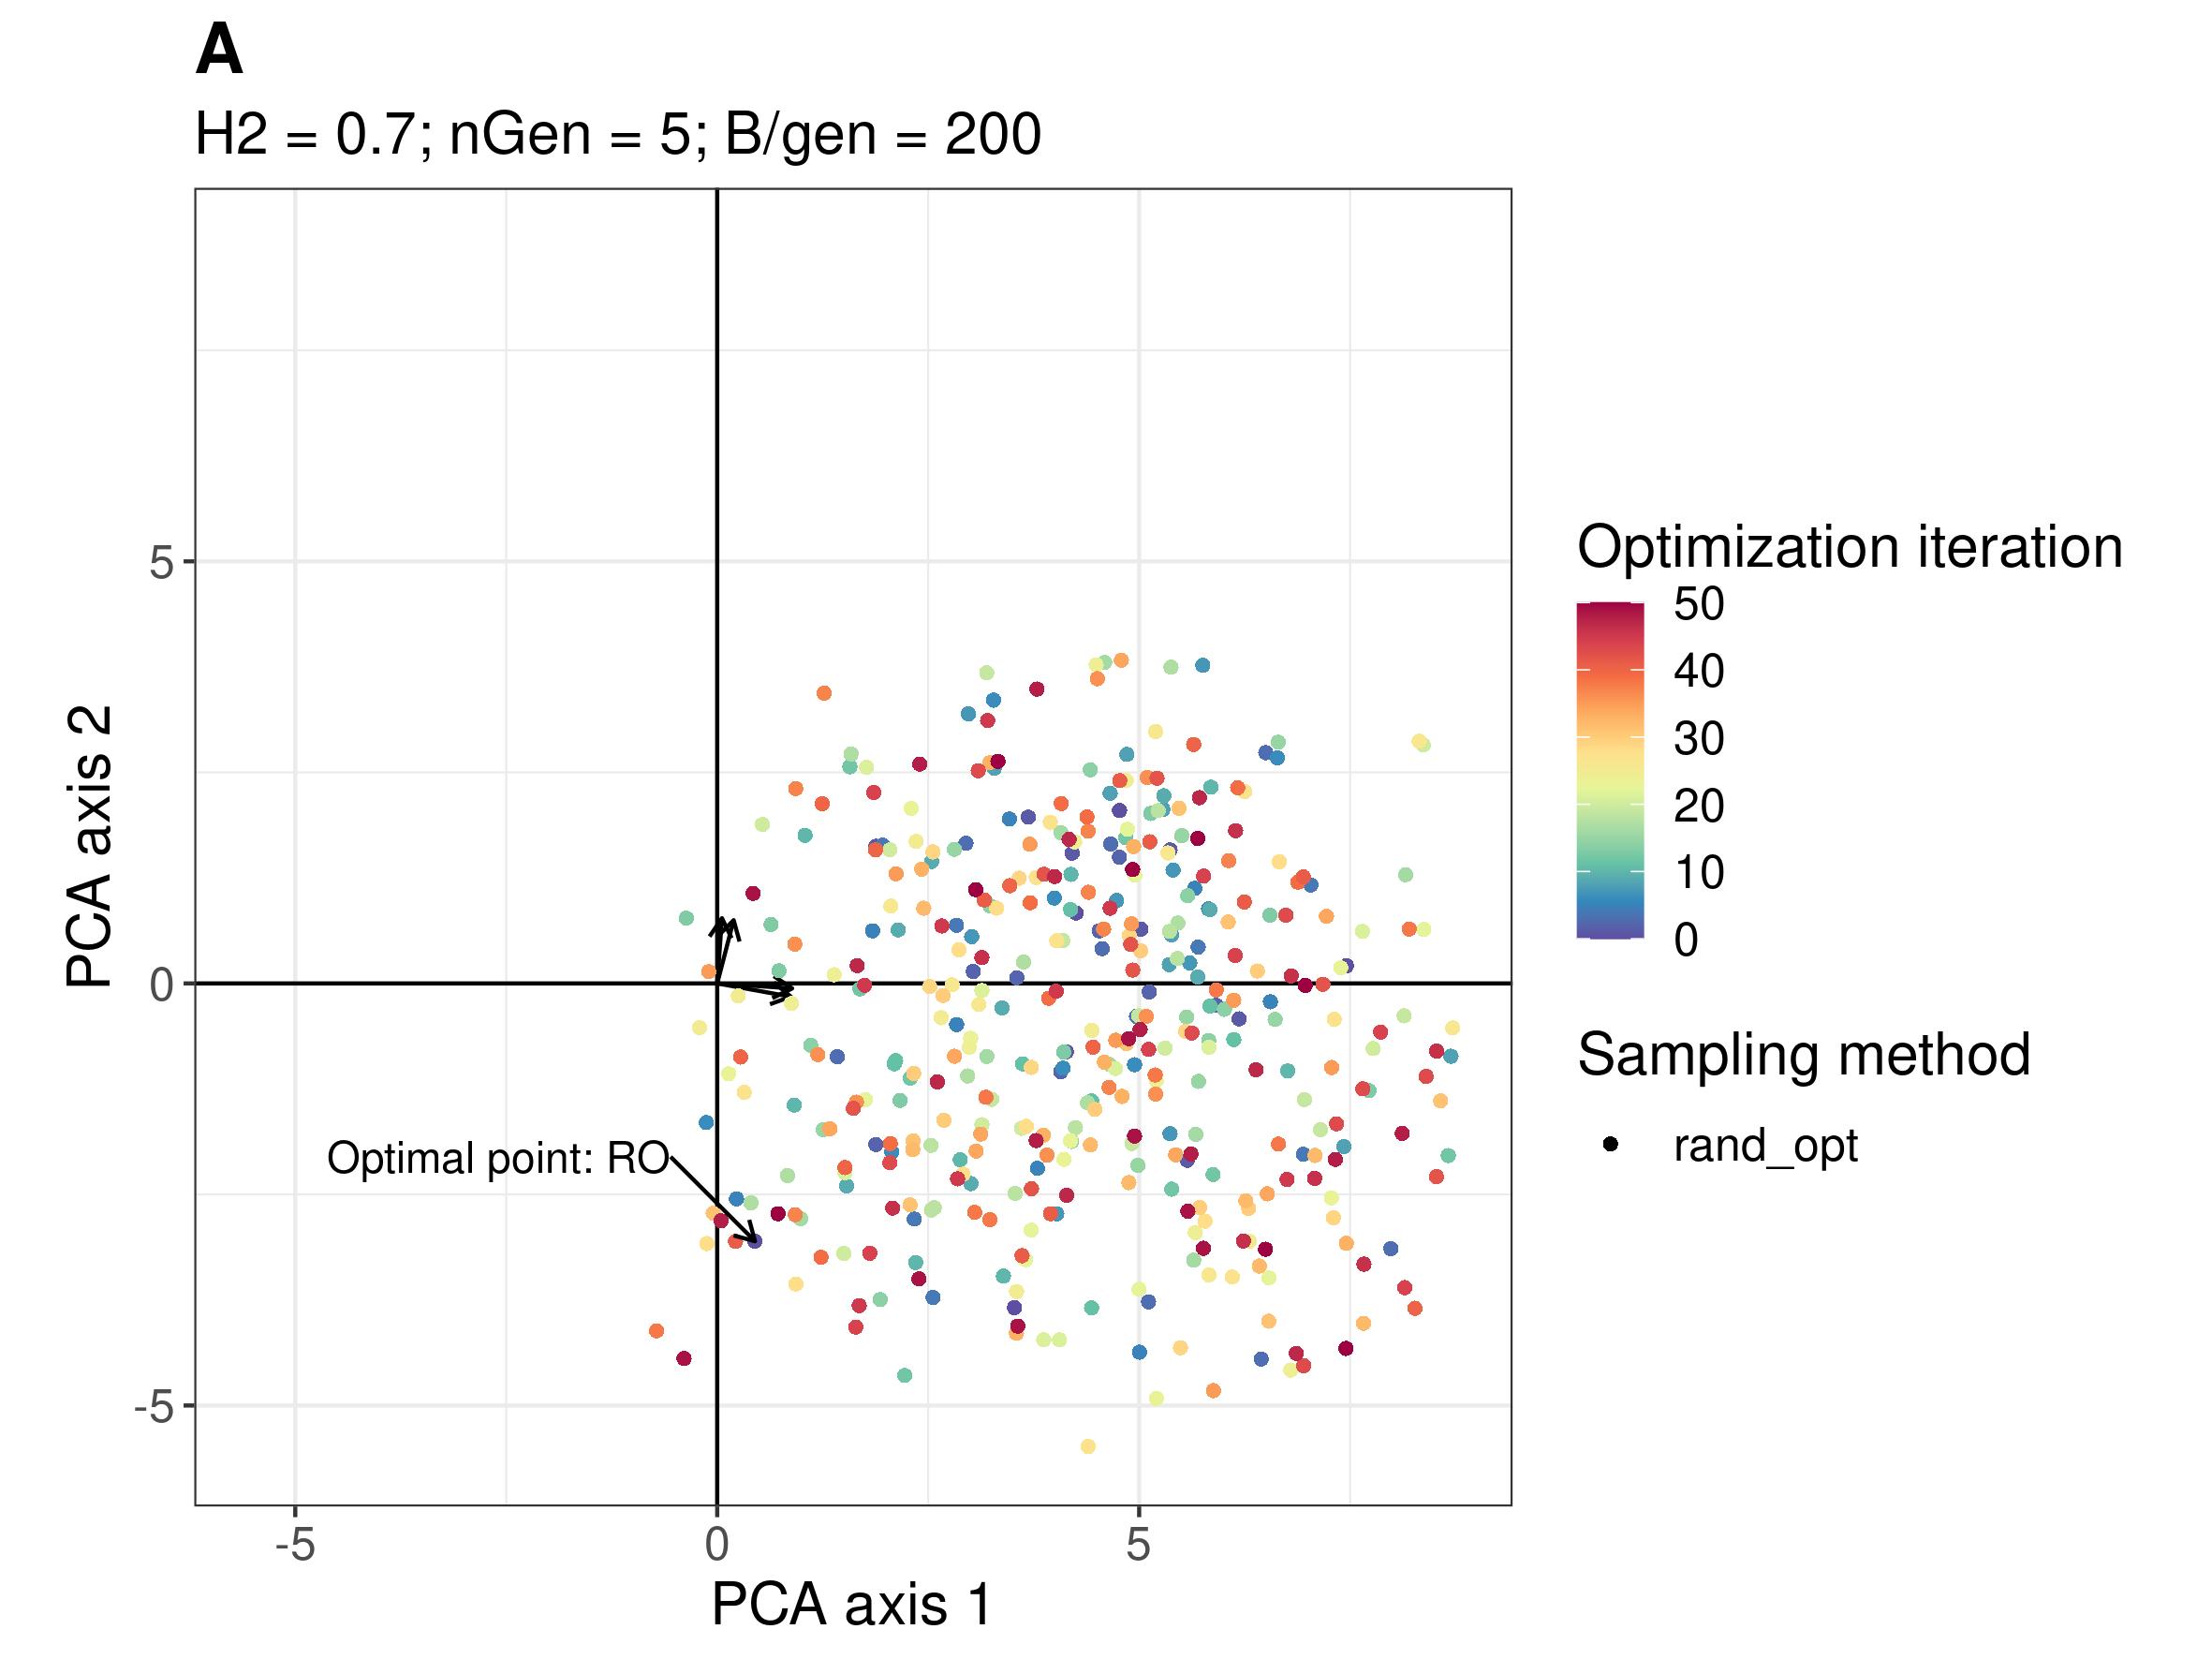 A
H2 = 0.7; nGen = 5; B/gen = 200
5
0
-5
PCA axis 2
Optimal point: RO
-5
0
5
PCA axis 1
Optimization iteration
50
40
30
20
10
0
Sampling method
rand_opt